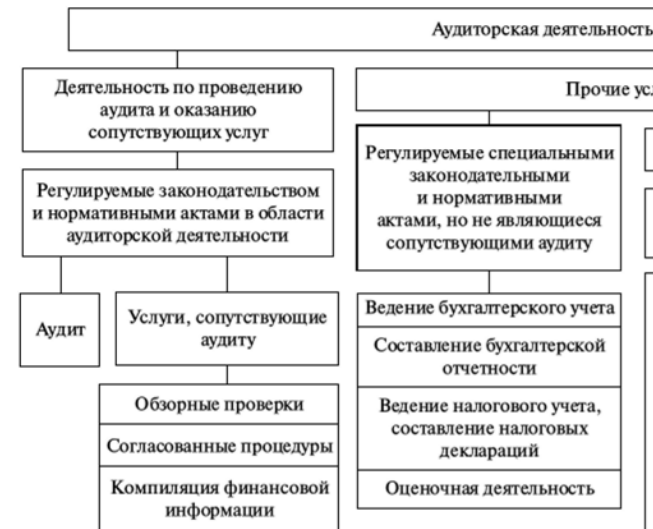 Аудиторская деятельность
Деятельность по проведению
аудита и оказанию
сопутствующих услуг
Прочие
Регулируемые законодательством
и нормативными актами в области
аудиторской деятельности
Регулируемые специальными
законодательными
и нормативными
актами, но не являющиеся
сопутствующими аудиту
Аудит
Услуги, сопутствующие
аудиту
Обзорные проверки
Согласованные процедуры
Компиляция финансовой
информации
Ведение бухгалтерского учета
Составление бухгалтерской
отчетности
Ведение налогового учета,
составление налоговых
деклараций
Оценочная деятельность